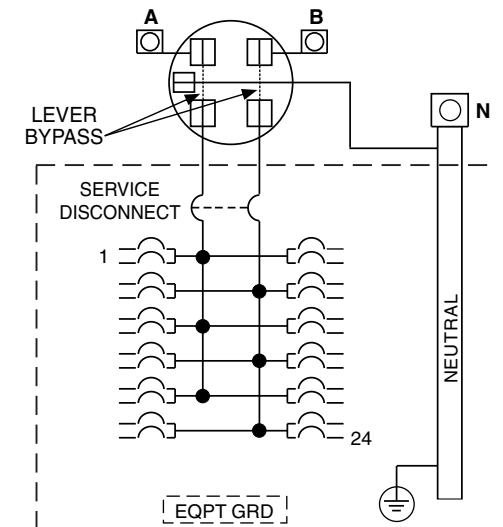 A
B
N
LEVER
BYPASS
SERVICE
DISCONNECT
1
NEUTRAL
24
EQPT GRD